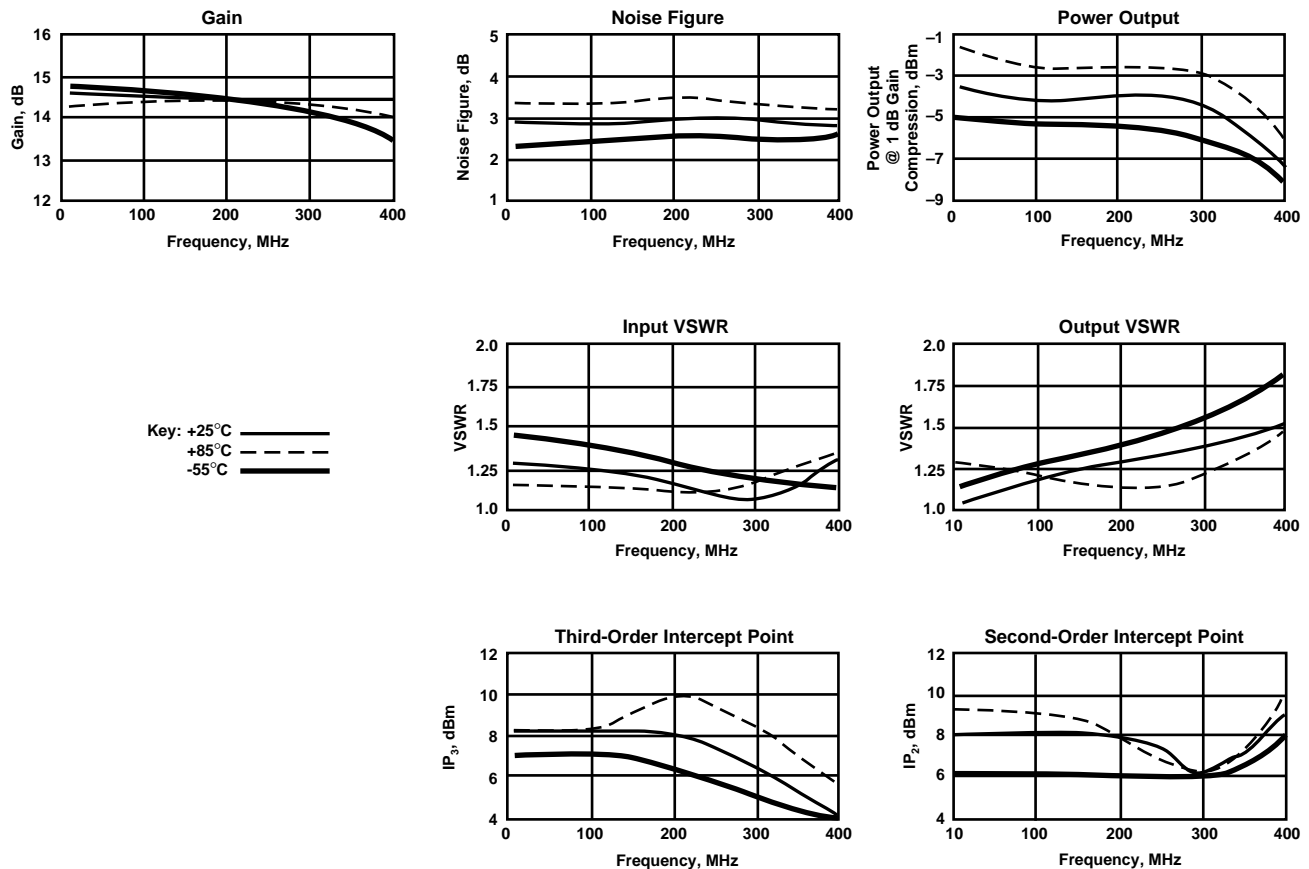 Gain
16
15
14
13
12
Gain, dB
0 100 200 300 400
Frequency, MHz
Noise Figure
5
4
3
2
1
Noise Figure, dB
0 100 200 300 400
Frequency, MHz
Power Output
–1
–3
–5
–7
–9
Power Output
@ 1 dB Gain
Compression, dBm
0 100 200 300 400
Frequency, MHz
Key: +25°C
+85°C
-55°C
Input VSWR
2.0
1.75
1.5
1.25
1.0
VSWR
0 100 200 300 400
Frequency, MHz
Output VSWR
2.0
1.75
1.5
1.25
1.0
VSWR
10 100 200 300 400
Frequency, MHz
Third-Order Intercept Point
12
10
8
6
4
IP3, dBm
0 100 200 300 400
Frequency, MHz
Second-Order Intercept Point
12
10
8
6
4
IP2, dBm
10 100 200 300 400
Frequency, MHz